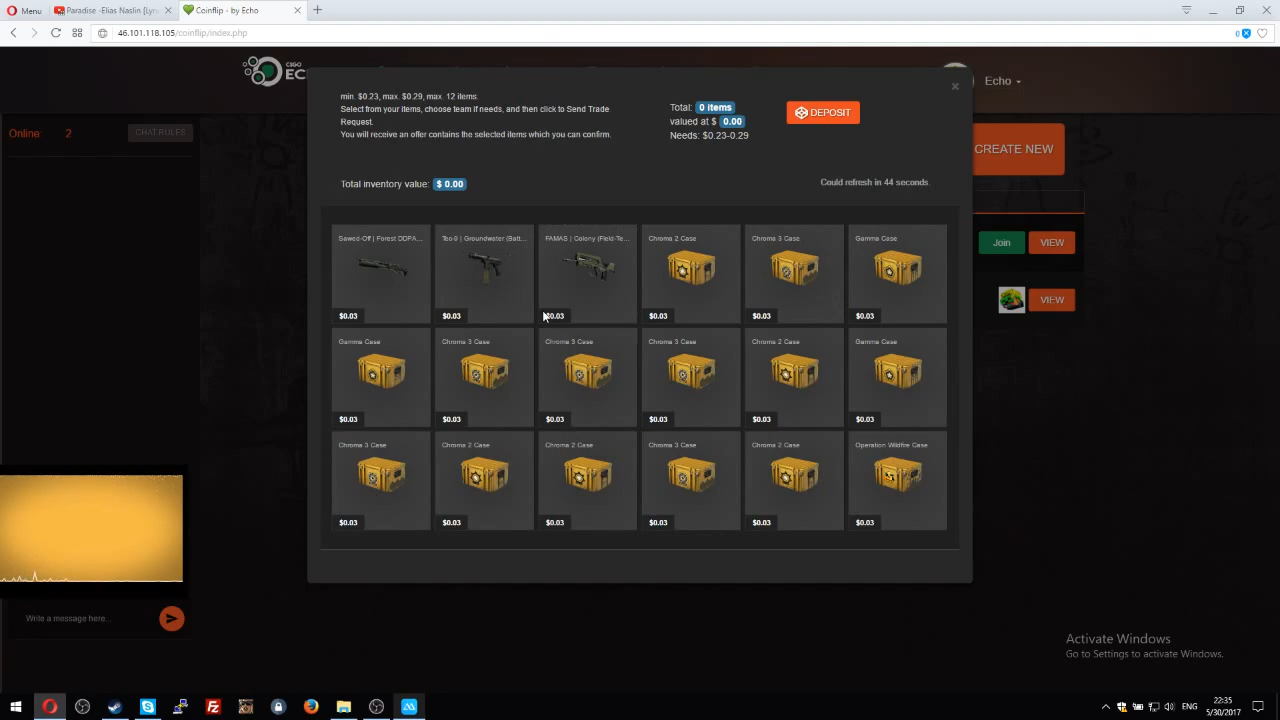 Menu
Paradise -Elias Naslin [Lyri
Coinflip - by Echo
46.101.118.105/coinflip/index.php
0
CSGO
EC
Echo
Online: 2
CHAT RULES
min. $0.23, max. $0.29, max. 12 items.
Select from your items, choose team if needs, and then click to Send Trade
Request.
You will receive an offer contains the selected items which you can confirm.
Total: 0 items
valued at $ 0.00
Needs: $0.23-0.29
DEPOSIT
CREATE NEW
Total inventory value: $ 0.00
Could refresh in 44 seconds.
Sawed-Off | Forest DDPA...
Tec-9 | Groundwater (Batt...
FAMAS | Colony (Field-Te...
Chroma 2 Case
Chroma 3 Case
Gamma Case
$0.03
$0.03
$0.03
$0.03
$0.03
$0.03
Join
VIEW
VIEW
Gamma Case
Chroma 3 Case
Chroma 3 Case
Chroma 3 Case
Chroma 2 Case
Gamma Case
$0.03
$0.03
$0.03
$0.03
$0.03
$0.03
Chroma 3 Case
Chroma 2 Case
Chroma 2 Case
Chroma 3 Case
Chroma 2 Case
Operation Wildfire Case
$0.03
$0.03
$0.03
$0.03
$0.03
$0.03
Write a message here...
Activate Windows
Go to Settings to activate Windows.
ENG
22:35
5/30/2017